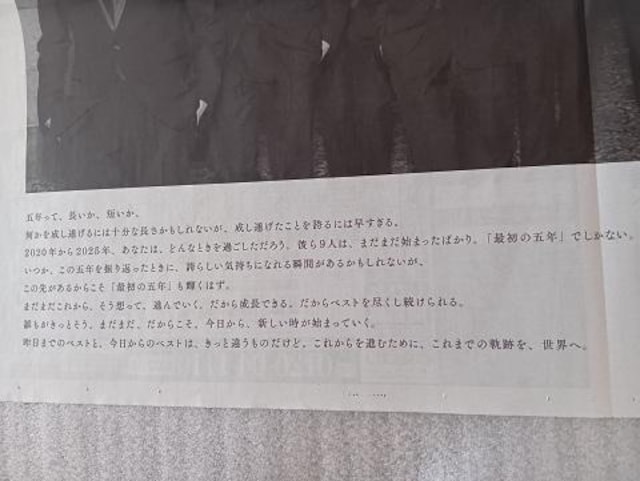 五年って、長いか、短いか、
何かを成し遂げるには十分な長さかもしれないが、成し遂げたことを誇るには早すぎる。
2020年から2025年、あなたは、どんなときを過ごしただろう。彼ら9人は、まだまだ始まったばかり。「最初の五年」でしかない。
いつか、この五年を振り返ったときに、誇らしい気持ちになれる瞬間があるかもしれないが、
この先があるからこそ「最初の五年」も輝くはず。
まだまだこれから、そう想って、進んでいく。だから成長できる。だからベストを尽くし続けられる。
誰もがきっとそう。まだまだ、だからこそ、今日から、新しい時が始まっていく。
昨日までのベストと、今日からのベストは、きっと違うものだけど。これからを進むために、これまでの軌跡を、世界へ。